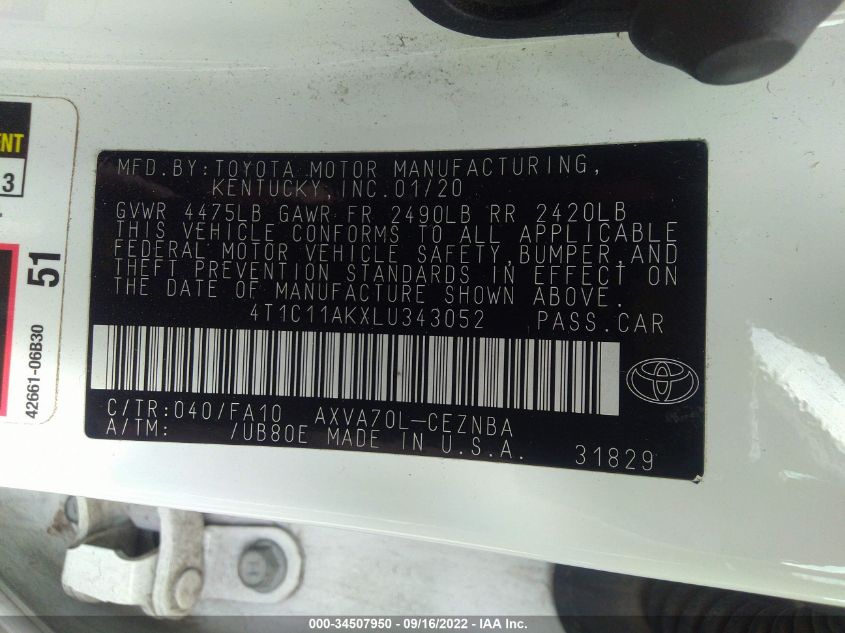 ENT
3
51
42661-06B30
MFD.BY:TOYOTA MOTOR MANUFACTURING,
KENTUCKY,INC.01/20
GVWR 4475LB GAWR FR 2490LB RR 2420LB
THIS VEHICLE CONFORMS TO ALL APPLICABLE
FEDERAL MOTOR VEHICLE SAFETY,BUMPER,AND
THEFT PREVENTION STANDARDS IN EFFECT ON
THE DATE OF MANUFACTURE SHOWN ABOVE.
4T1C11AKXLU343052 PASS.CAR
C/TR:040/FA10 AXVA70L-CEZNBA
A/TM: /UB80E MADE IN U.S.A.
31829
000-34507950 - 09/16/2022 - IAA Inc.